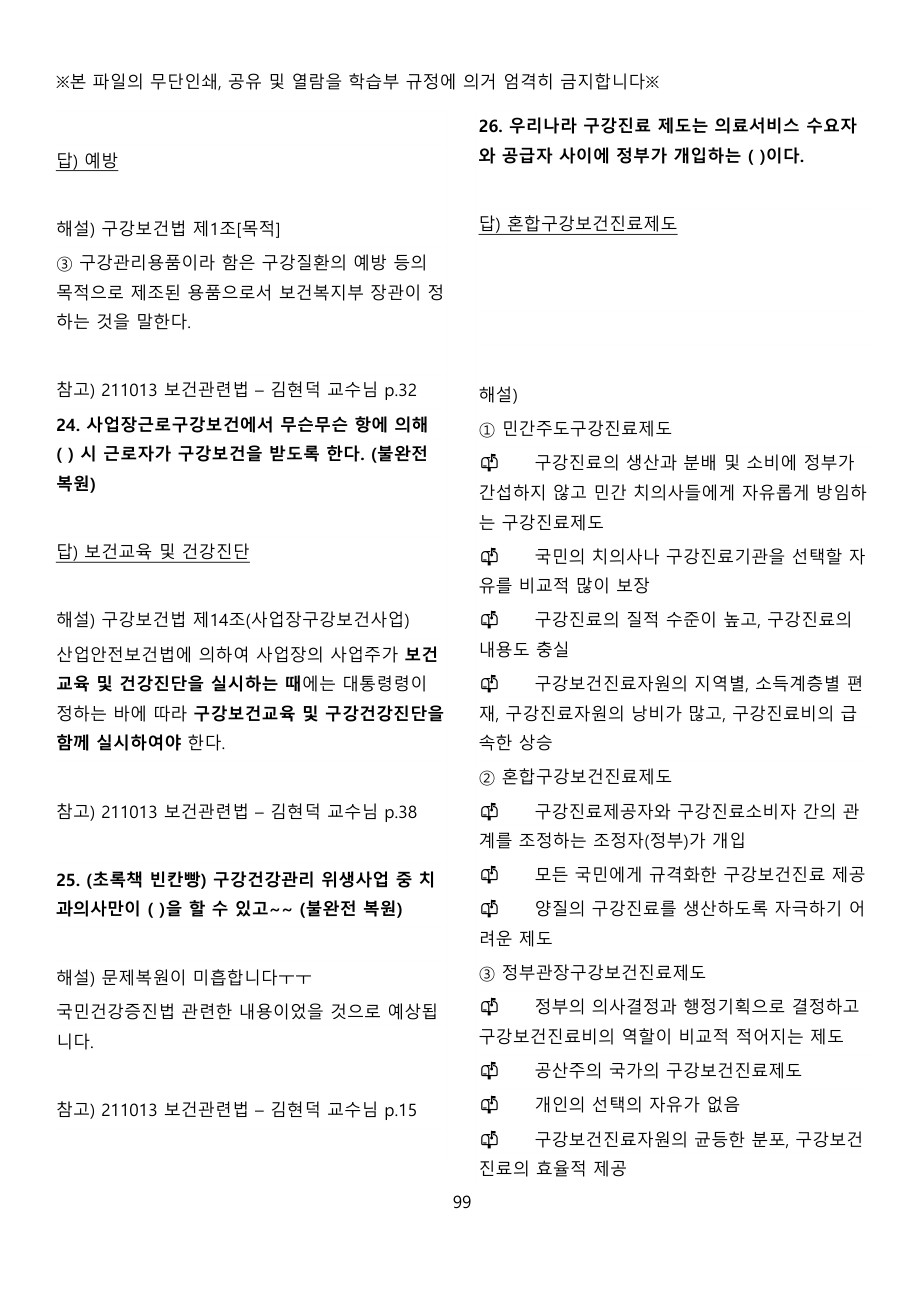 ※본 파일의 무단인쇄, 공유 및 열람을 학습부 규정에 의거 엄격히 금지합니다※
답) 예방
해설) 구강보건법 제1조[목적]
③ 구강관리용품이라 함은 구강질환의 예방 등의
목적으로 제조된 용품으로서 보건복지부 장관이 정
하는 것을 말한다.
참고) 211013 보건관련법 – 김현덕 교수님 p.32
24. 사업장근로구강보건에서 무슨무슨 항에 의해
( ) 시 근로자가 구강보건을 받도록 한다. (불완전
복원)
답) 보건교육 및 건강진단
해설) 구강보건법 제14조(사업장구강보건사업)
산업안전보건법에 의하여 사업장의 사업주가 보건
교육 및 건강진단을 실시하는 때에는 대통령령이
정하는 바에 따라 구강보건교육 및 구강건강진단을
함께 실시하여야 한다.
참고) 211013 보건관련법 – 김현덕 교수님 p.38
25. (초록책 빈칸빵) 구강건강관리 위생사업 중 치
과의사만이 ( )을 할 수 있고~~ (불완전 복원)
해설) 문제복원이 미흡합니다ㅜㅜ
국민건강증진법 관련한 내용이었을 것으로 예상됩
니다.
참고) 211013 보건관련법 – 김현덕 교수님 p.15
26. 우리나라 구강진료 제도는 의료서비스 수요자
와 공급자 사이에 정부가 개입하는 ( )이다.
답) 혼합구강보건진료제도
해설)
① 민간주도구강진료제도
구강진료의 생산과 분배 및 소비에 정부가
간섭하지 않고 민간 치의사들에게 자유롭게 방임하
는 구강진료제도
국민의 치의사나 구강진료기관을 선택할 자
유를 비교적 많이 보장
구강진료의 질적 수준이 높고, 구강진료의
내용도 충실
구강보건진료자원의 지역별, 소득계층별 편
재, 구강진료자원의 낭비가 많고, 구강진료비의 급
속한 상승
② 혼합구강보건진료제도
구강진료제공자와 구강진료소비자 간의 관
계를 조정하는 조정자(정부)가 개입
모든 국민에게 규격화한 구강보건진료 제공
양질의 구강진료를 생산하도록 자극하기 어
려운 제도
③ 정부관장구강보건진료제도
정부의 의사결정과 행정기획으로 결정하고
구강보건진료비의 역할이 비교적 적어지는 제도
공산주의 국가의 구강보건진료제도
개인의 선택의 자유가 없음
구강보건진료자원의 균등한 분포, 구강보건
진료의 효율적 제공
99